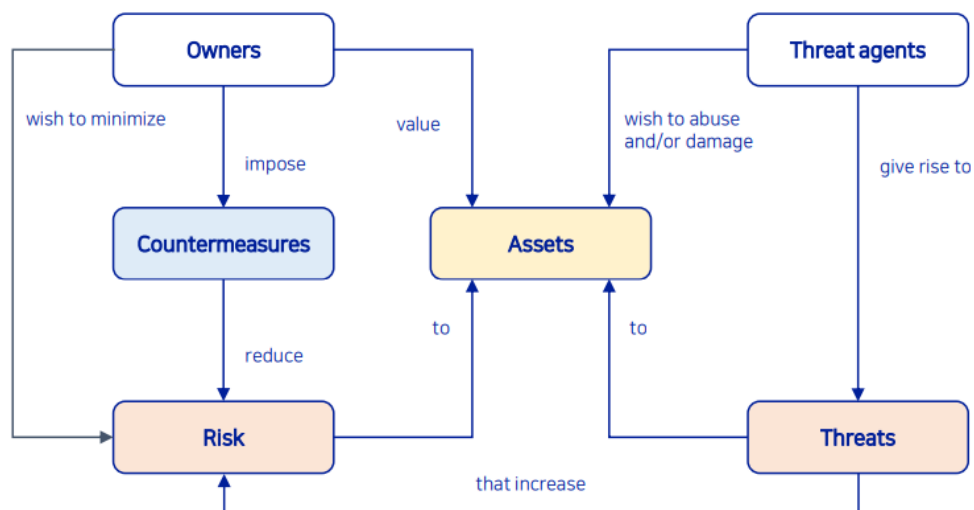 Owners
Threat agents
wish to minimize
value
wish to abuse
and/or damage
impose
give rise to
Countermeasures
Assets
to
to
reduce
Risk
Threats
that increase